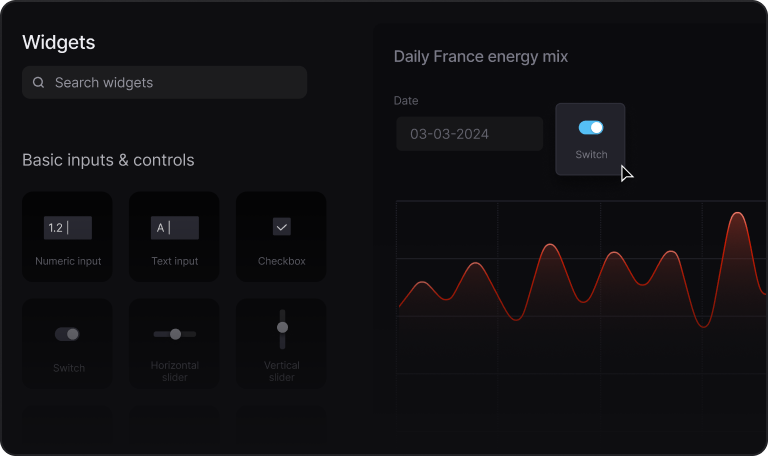 Widgets
Search widgets
Basic inputs & controls
1.2
Numeric input
A
Text input
Checkbox
Switch
Horizontal
slider
Vertical
slider
Daily France energy mix
Date
03-03-2024
Switch